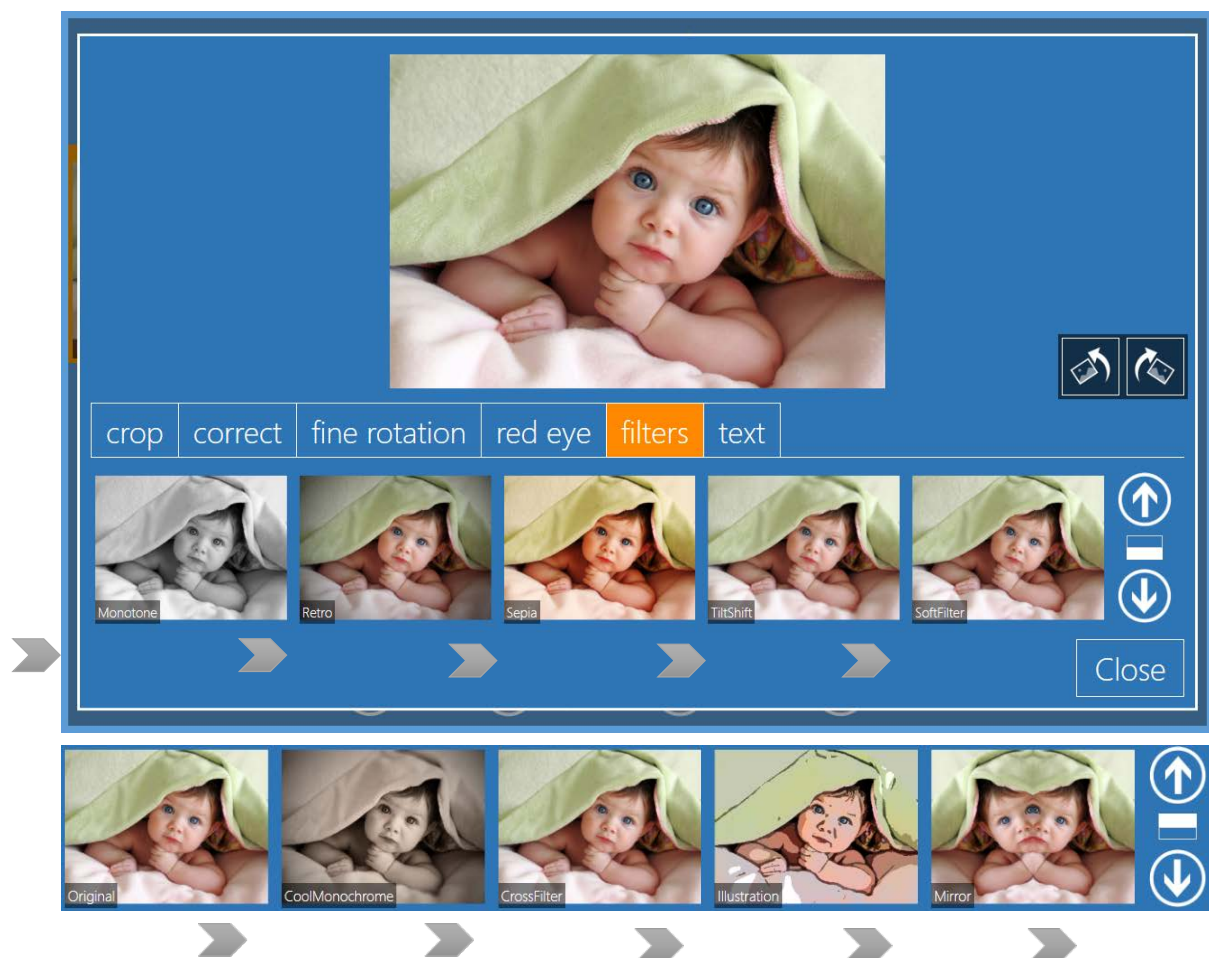 crop correct fine rotation red eye filters text
Monotone Retro Sepia TiltShift SoftFilter
Close
Original CoolMonochrome CrossFilter Illustration Mirror